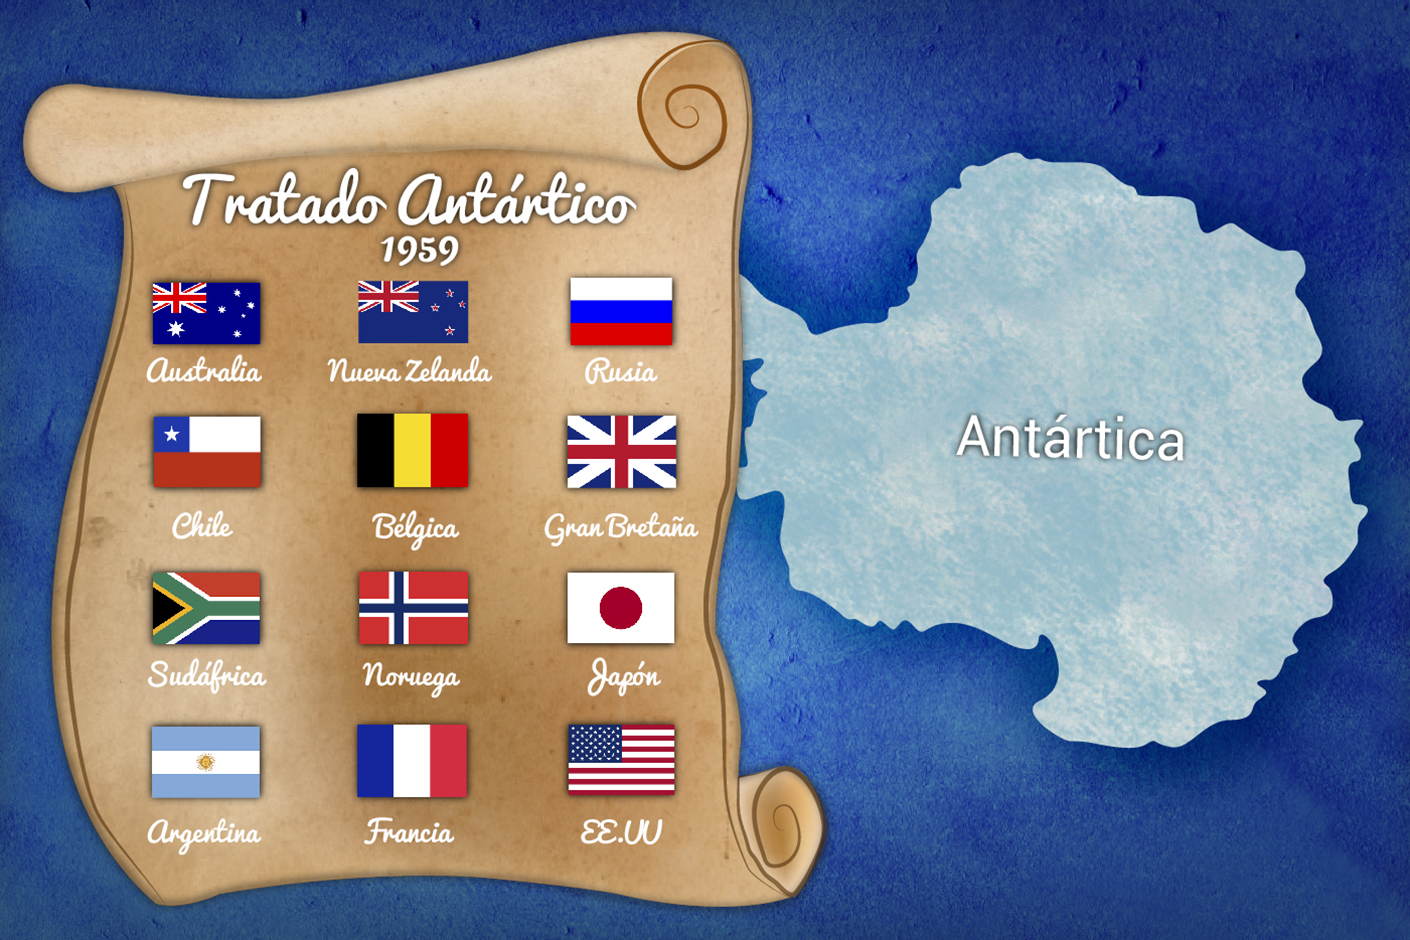 Tratado Antártico
1959
Australia
Nueva Zelanda
Rusia
Chile
Bélgica
Gran Bretaña
Sudáfrica
Noruega
Japón
Argentina
Francia
EE.UU
Antártica